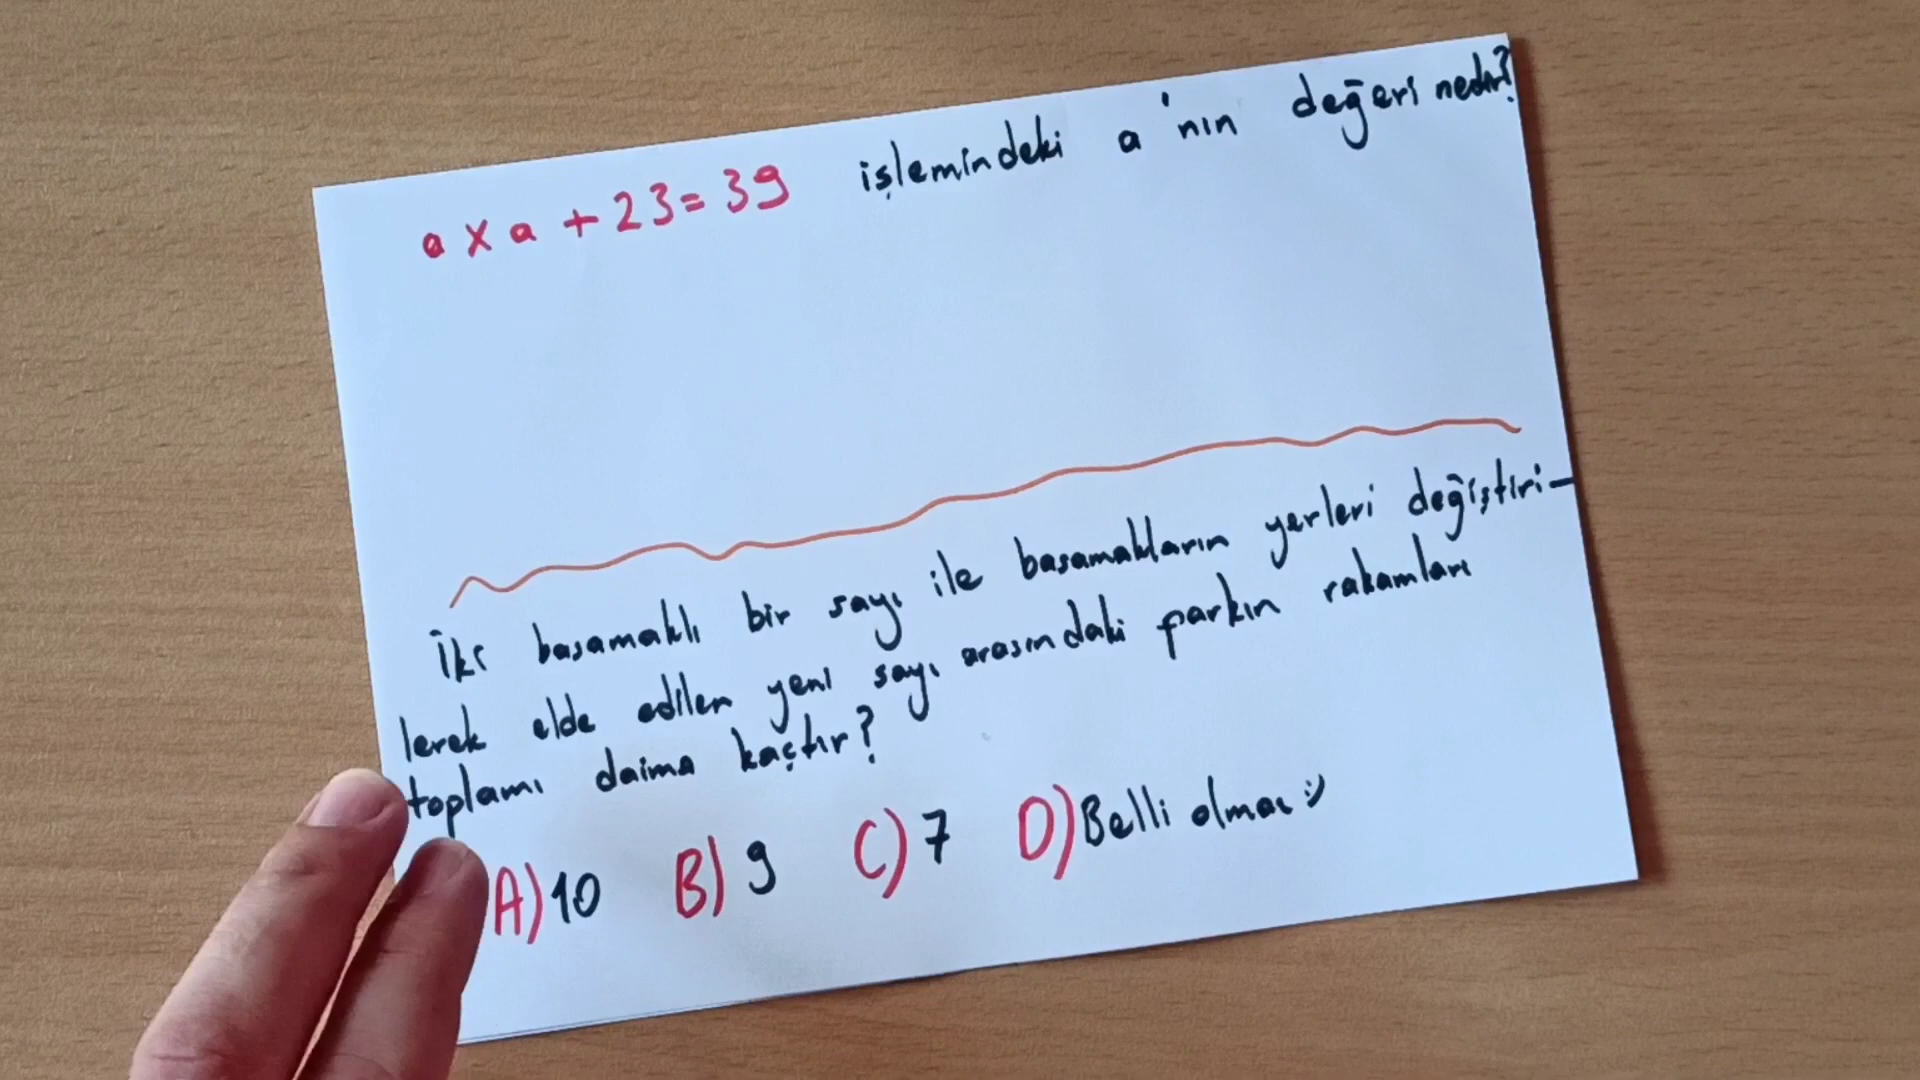 a x a + 23 = 39 işlemindeki a'nın değeri nedir?
İki basamaklı bir sayı ile basamakların yerleri değiştiri-
lerek elde edilen yeni sayı arasındaki farkın rakamları
toplamı daima kaçtır?
A) 10 B) 9 C) 7 D) Belli olmaz :)